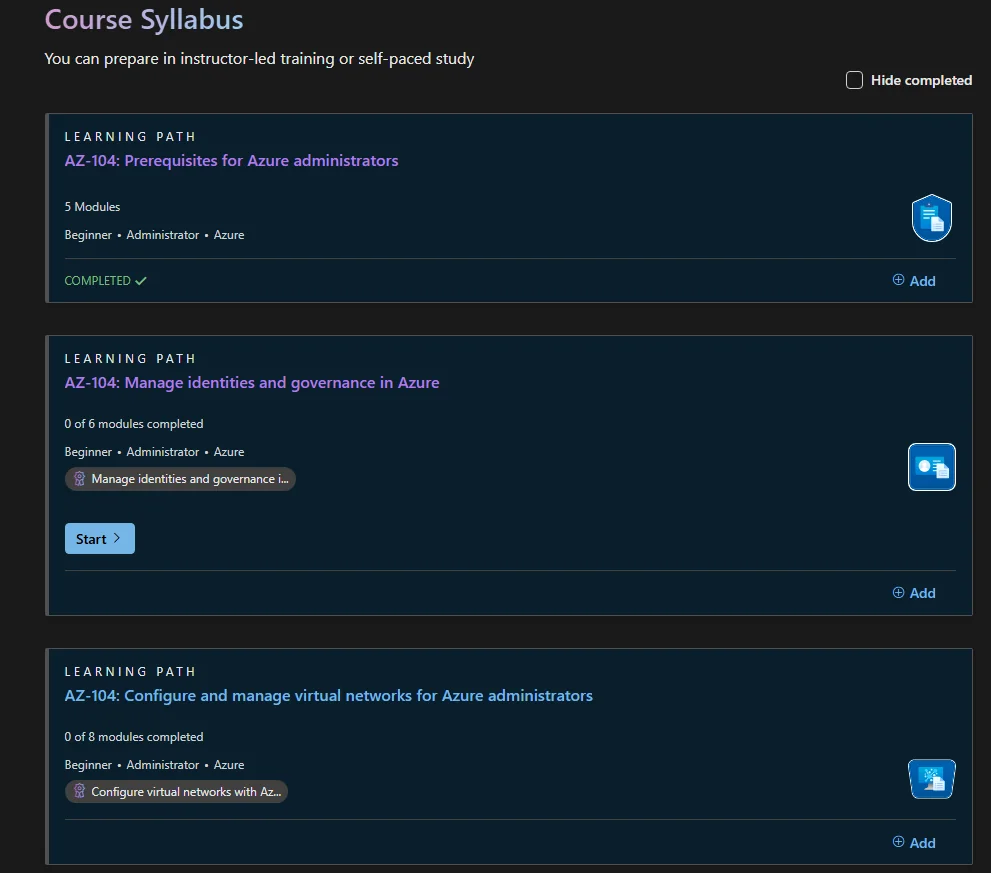 Course Syllabus
You can prepare in instructor-led training or self-paced study
Hide completed
LEARNING PATH
AZ-104: Prerequisites for Azure administrators
5 Modules
Beginner • Administrator • Azure
COMPLETED ✓
Add
LEARNING PATH
AZ-104: Manage identities and governance in Azure
0 of 6 modules completed
Beginner • Administrator • Azure
Manage identities and governance i...
Start >
Add
LEARNING PATH
AZ-104: Configure and manage virtual networks for Azure administrators
0 of 8 modules completed
Beginner • Administrator • Azure
Configure virtual networks with Az...
Add